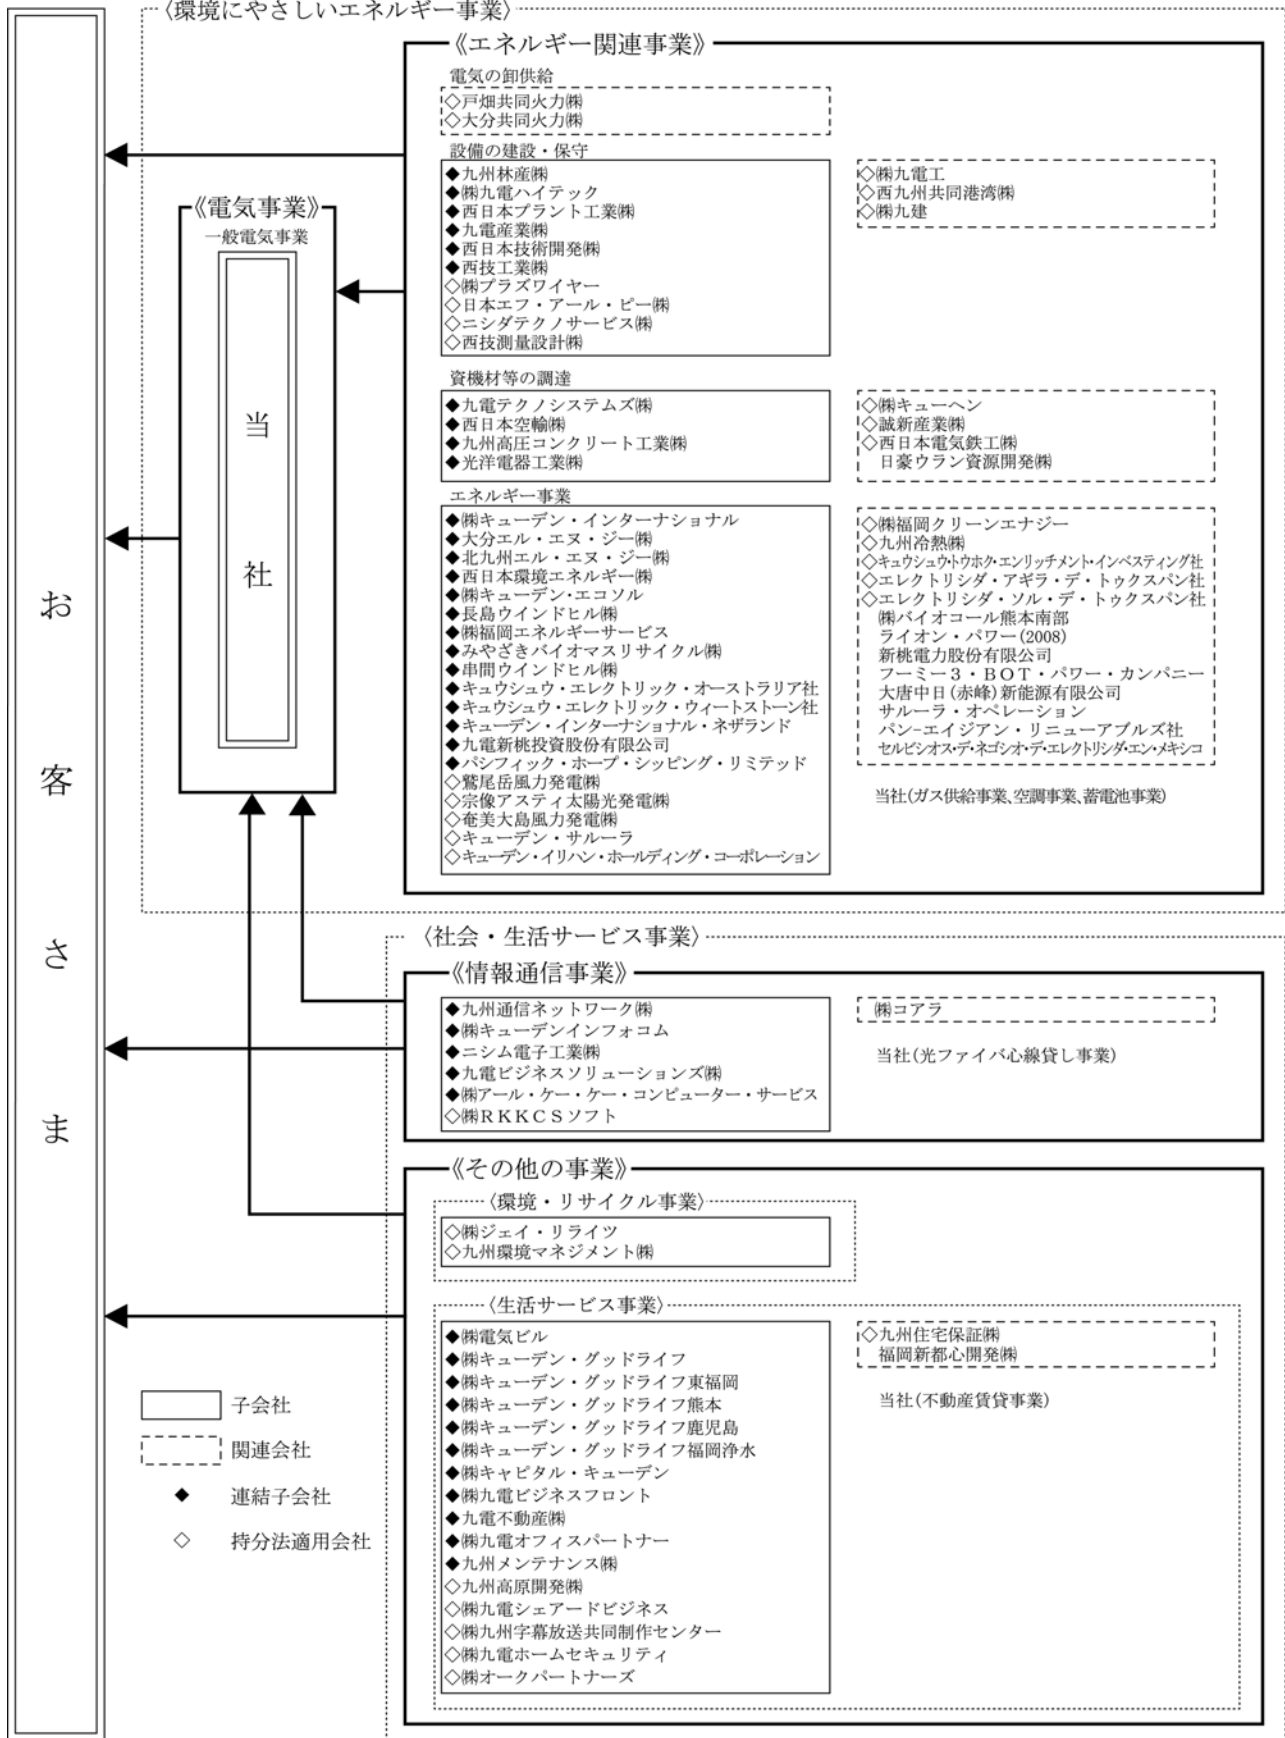 〈環境にやさしいエネルギー事業〉
《エネルギー関連事業》
電気の卸供給
◇戸畑共同火力㈱
◇大分共同火力㈱
設備の建設・保守
◆九州林産㈱
◆㈱九電ハイテック
◆西日本プラント工業㈱
◆九電産業㈱
◆西日本技術開発㈱
◆西技工業㈱
◇㈱プラズワイヤー
◇日本エフ・アール・ピー㈱
◇ニシダテクノサービス㈱
◇西技測量設計㈱
◇㈱九電工
◇西九州共同港湾㈱
◇㈱九建
資機材等の調達
◆九電テクノシステムズ㈱
◆西日本空輸㈱
◆九州高圧コンクリート工業㈱
◆光洋電器工業㈱
◇㈱キューヘン
◇誠新産業㈱
◇西日本電気鉄工㈱
日豪ウラン資源開発㈱
エネルギー事業
◆㈱キューデン・インターナショナル
◆大分エル・エヌ・ジー㈱
◆北九州エル・エヌ・ジー㈱
◆西日本環境エネルギー㈱
◆㈱キューデン・エコソル
◆長島ウインドヒル㈱
◆㈱福岡エネルギーサービス
◆みやざきバイオマスリサイクル㈱
◆串間ウインドヒル㈱
◆キュウシュウ・エレクトリック・オーストラリア社
◆キュウシュウ・エレクトリック・ウィートストーン社
◆キューデン・インターナショナル・ネザランド
◆九電新桃投資股份有限公司
◆パシフィック・ホープ・シッピング・リミテッド
◇鷲尾岳風力発電㈱
◇宗像アスティ太陽光発電㈱
◇奄美大島風力発電㈱
◇キューデン・サルーラ
◇キューデン・イリハン・ホールディング・コーポレーション
◇㈱福岡クリーンエナジー
◇九州冷熱㈱
◇キュウシュウ・トウホク・エンリッチメント・インベスティング社
◇エレクトリシダ・アギラ・デ・トゥクスパン社
◇エレクトリシダ・ソル・デ・トゥクスパン社
㈱バイオコール熊本南部
ライオン・パワー(2008)
新桃電力股份有限公司
フーミー3・BOT・パワー・カンパニー
大唐中日(赤峰)新能源有限公司
サルーラ・オペレーション
パン-エイジアン・リニューアブルズ社
セルビシオス・デ・ネゴシオ・デ・エレクトリシダ・エン・メキシコ
当社(ガス供給事業、空調事業、蓄電池事業)
《電気事業》
一般電気事業
当社
お客さま
〈社会・生活サービス事業〉
《情報通信事業》
◆九州通信ネットワーク㈱
◆㈱キューデンインフォコム
◆ニシム電子工業㈱
◆九電ビジネスソリューションズ㈱
◆㈱アール・ケー・ケー・コンピューター・サービス
◇㈱RKKCSソフト
㈱コアラ
当社(光ファイバ心線貸し事業)
《その他の事業》
〈環境・リサイクル事業〉
◇㈱ジェイ・リライツ
◇九州環境マネジメント㈱
〈生活サービス事業〉
◆㈱電気ビル
◆㈱キューデン・グッドライフ
◆㈱キューデン・グッドライフ東福岡
◆㈱キューデン・グッドライフ熊本
◆㈱キューデン・グッドライフ鹿児島
◆㈱キューデン・グッドライフ福岡浄水
◆㈱キャピタル・キューデン
◆㈱九電ビジネスフロント
◆九電不動産㈱
◆㈱九電オフィスパートナー
◆九州メンテナンス㈱
◇九州高原開発㈱
◇㈱九電シェアードビジネス
◇㈱九州字幕放送共同制作センター
◇㈱九電ホームセキュリティ
◇㈱オークパートナーズ
◇九州住宅保証㈱
福岡新都心開発㈱
当社(不動産賃貸事業)
子会社
関連会社
◆ 連結子会社
◇ 持分法適用会社